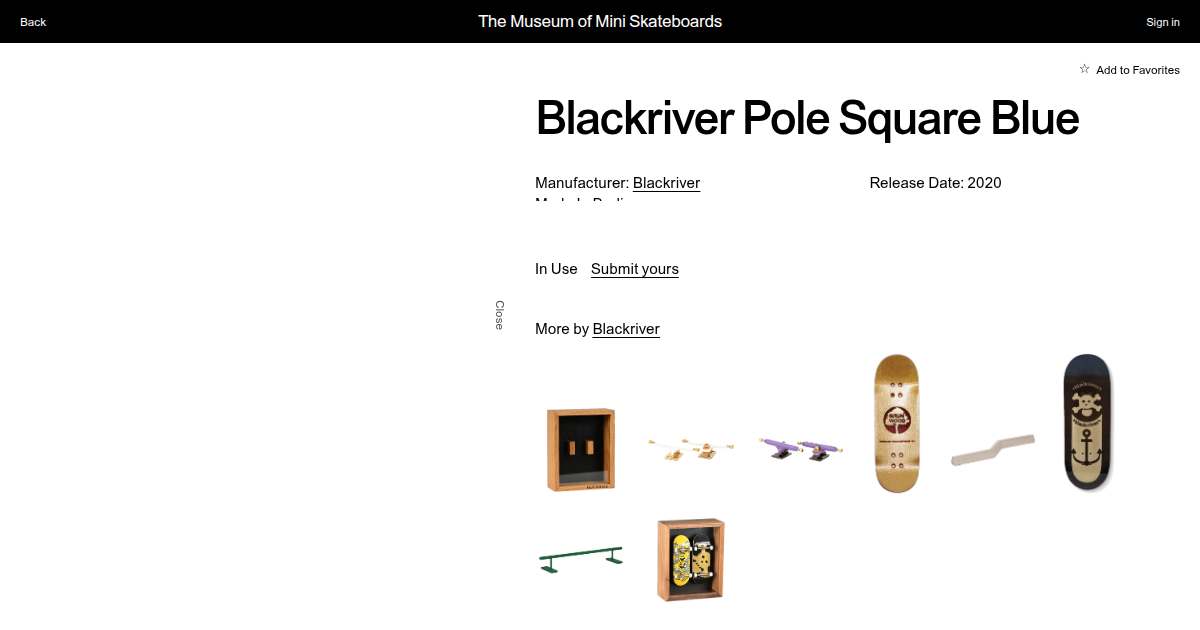 Back
The Museum of Mini Skateboards
Sign in
☆ Add to Favorites
Blackriver Pole Square Blue
Manufacturer: Blackriver
Release Date: 2020
In Use Submit yours
Close
More by Blackriver